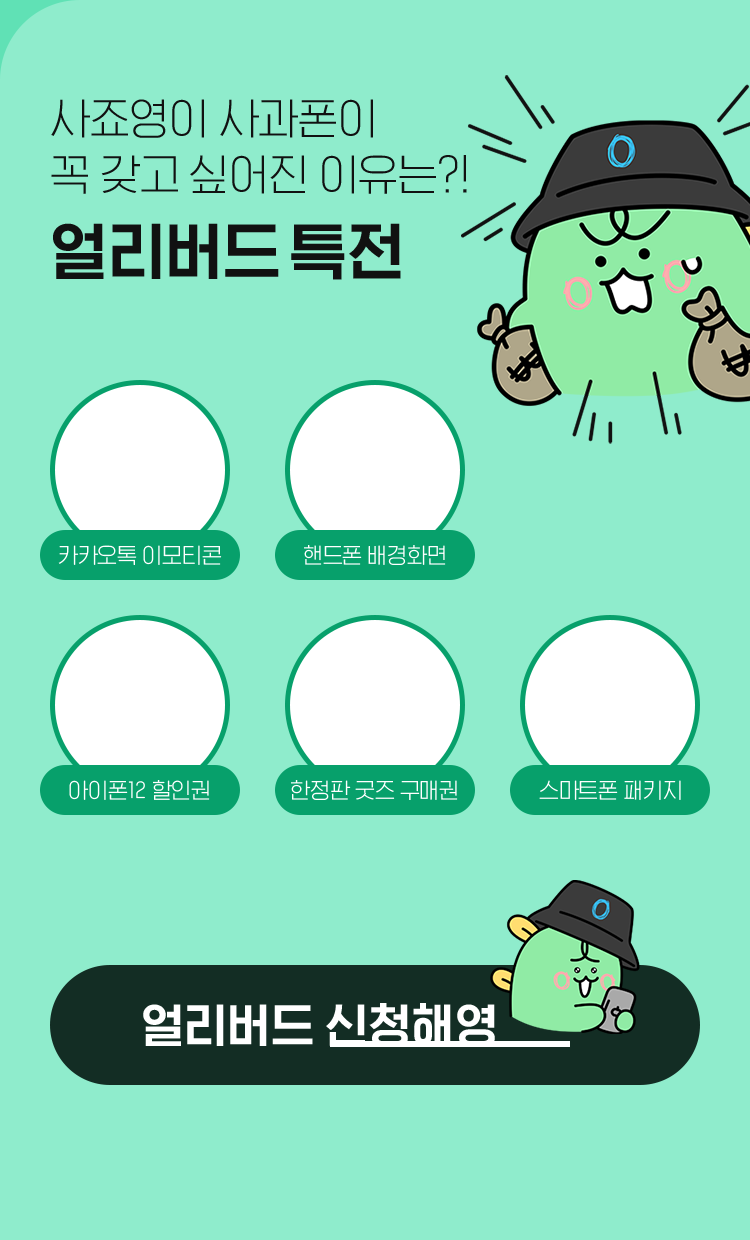 사죠영이 사과폰이
꼭 갖고 싶어진 이유는?!
얼리버드 특전
카카오톡 이모티콘
핸드폰 배경화면
아이폰12 할인권
한정판 굿즈 구매권
스마트폰 패키지
얼리버드 신청해영